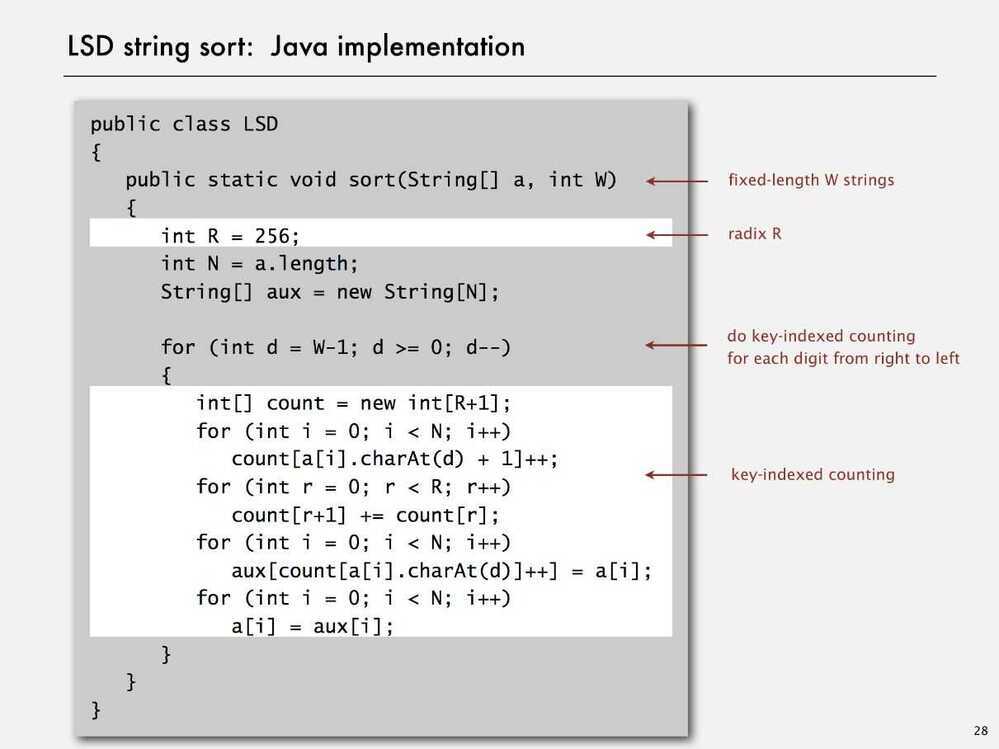 LSD string sort: Java implementation
public class LSD
{
public static void sort(String[] a, int W)
fixed-length W strings
{
int R = 256;
radix R
int N = a.length;
String[] aux = new String[N];
for (int d = W-1; d >= 0; d--)
do key-indexed counting
for each digit from right to left
{
int[] count = new int[R+1];
for (int i = 0; i < N; i++)
count[a[i].charAt(d) + 1]++;
key-indexed counting
for (int r = 0; r < R; r++)
count[r+1] += count[r];
for (int i = 0; i < N; i++)
aux[count[a[i].charAt(d)]++] = a[i];
for (int i = 0; i < N; i++)
a[i] = aux[i];
}
}
}
28